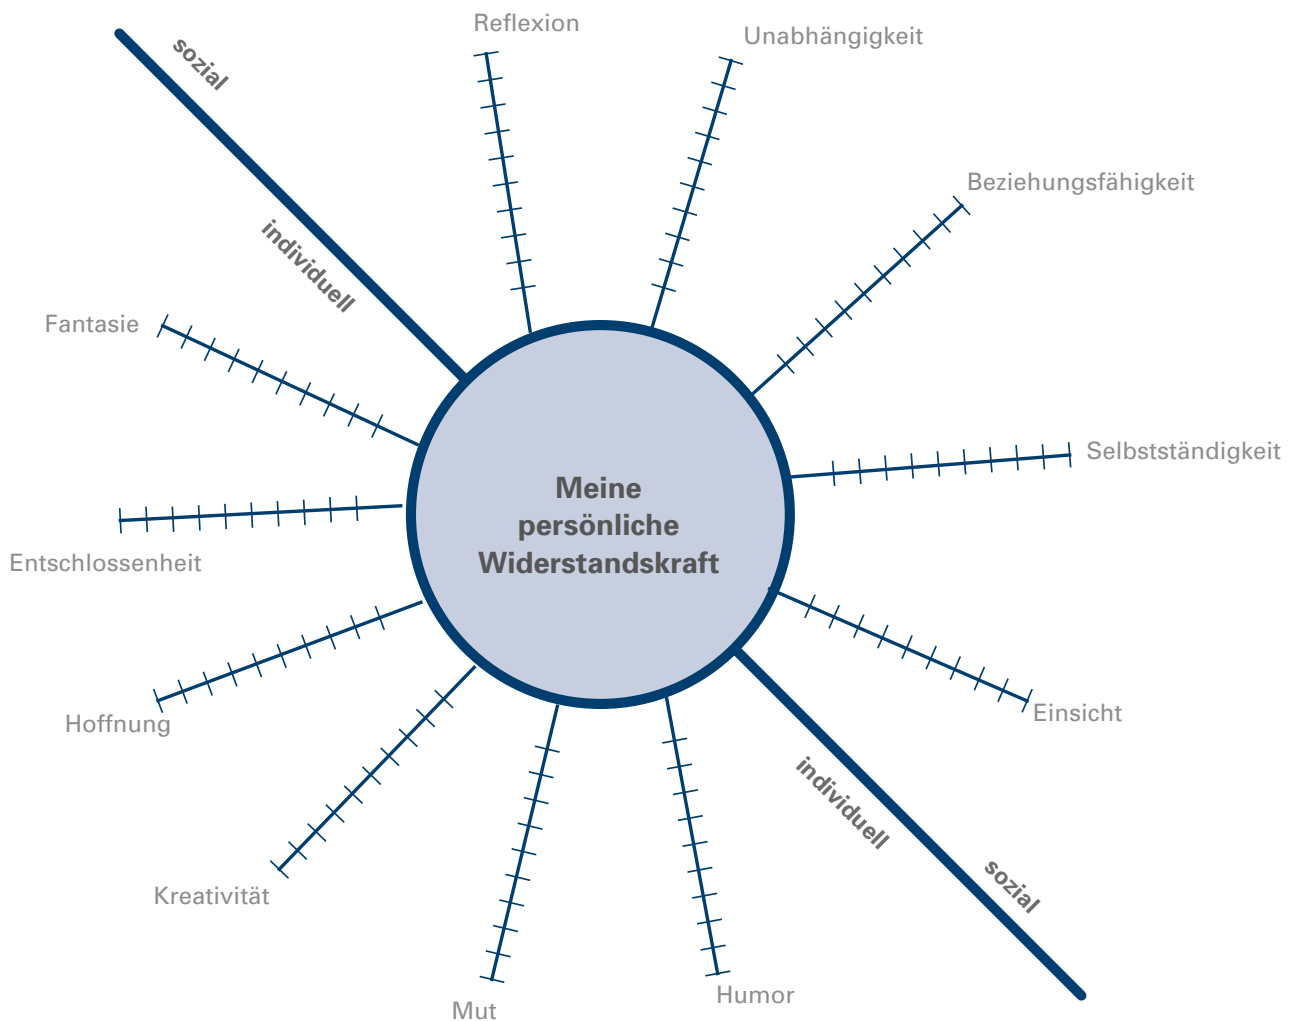 Reflexion
Unabhängigkeit
sozial
Beziehungsfähigkeit
individuell
Fantasie
Selbstständigkeit
Meine
persönliche
Widerstandskraft
Entschlossenheit
Hoffnung
Einsicht
individuell
sozial
Kreativität
Humor
Mut